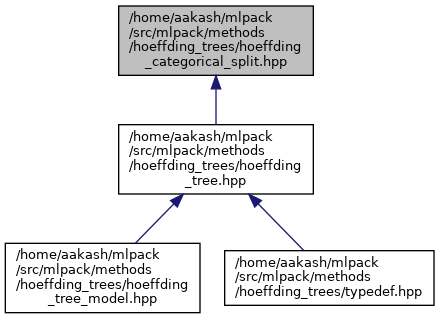 /home/aakash/mlpack
/src/mlpack/methods
/hoeffding_trees/hoeffding
_categorical_split.hpp
/home/aakash/mlpack
/src/mlpack/methods
/hoeffding_trees/hoeffding
_tree.hpp
/home/aakash/mlpack
/src/mlpack/methods
/hoeffding_trees/hoeffding
_tree_model.hpp
/home/aakash/mlpack
/src/mlpack/methods
/hoeffding_trees/typedef.hpp